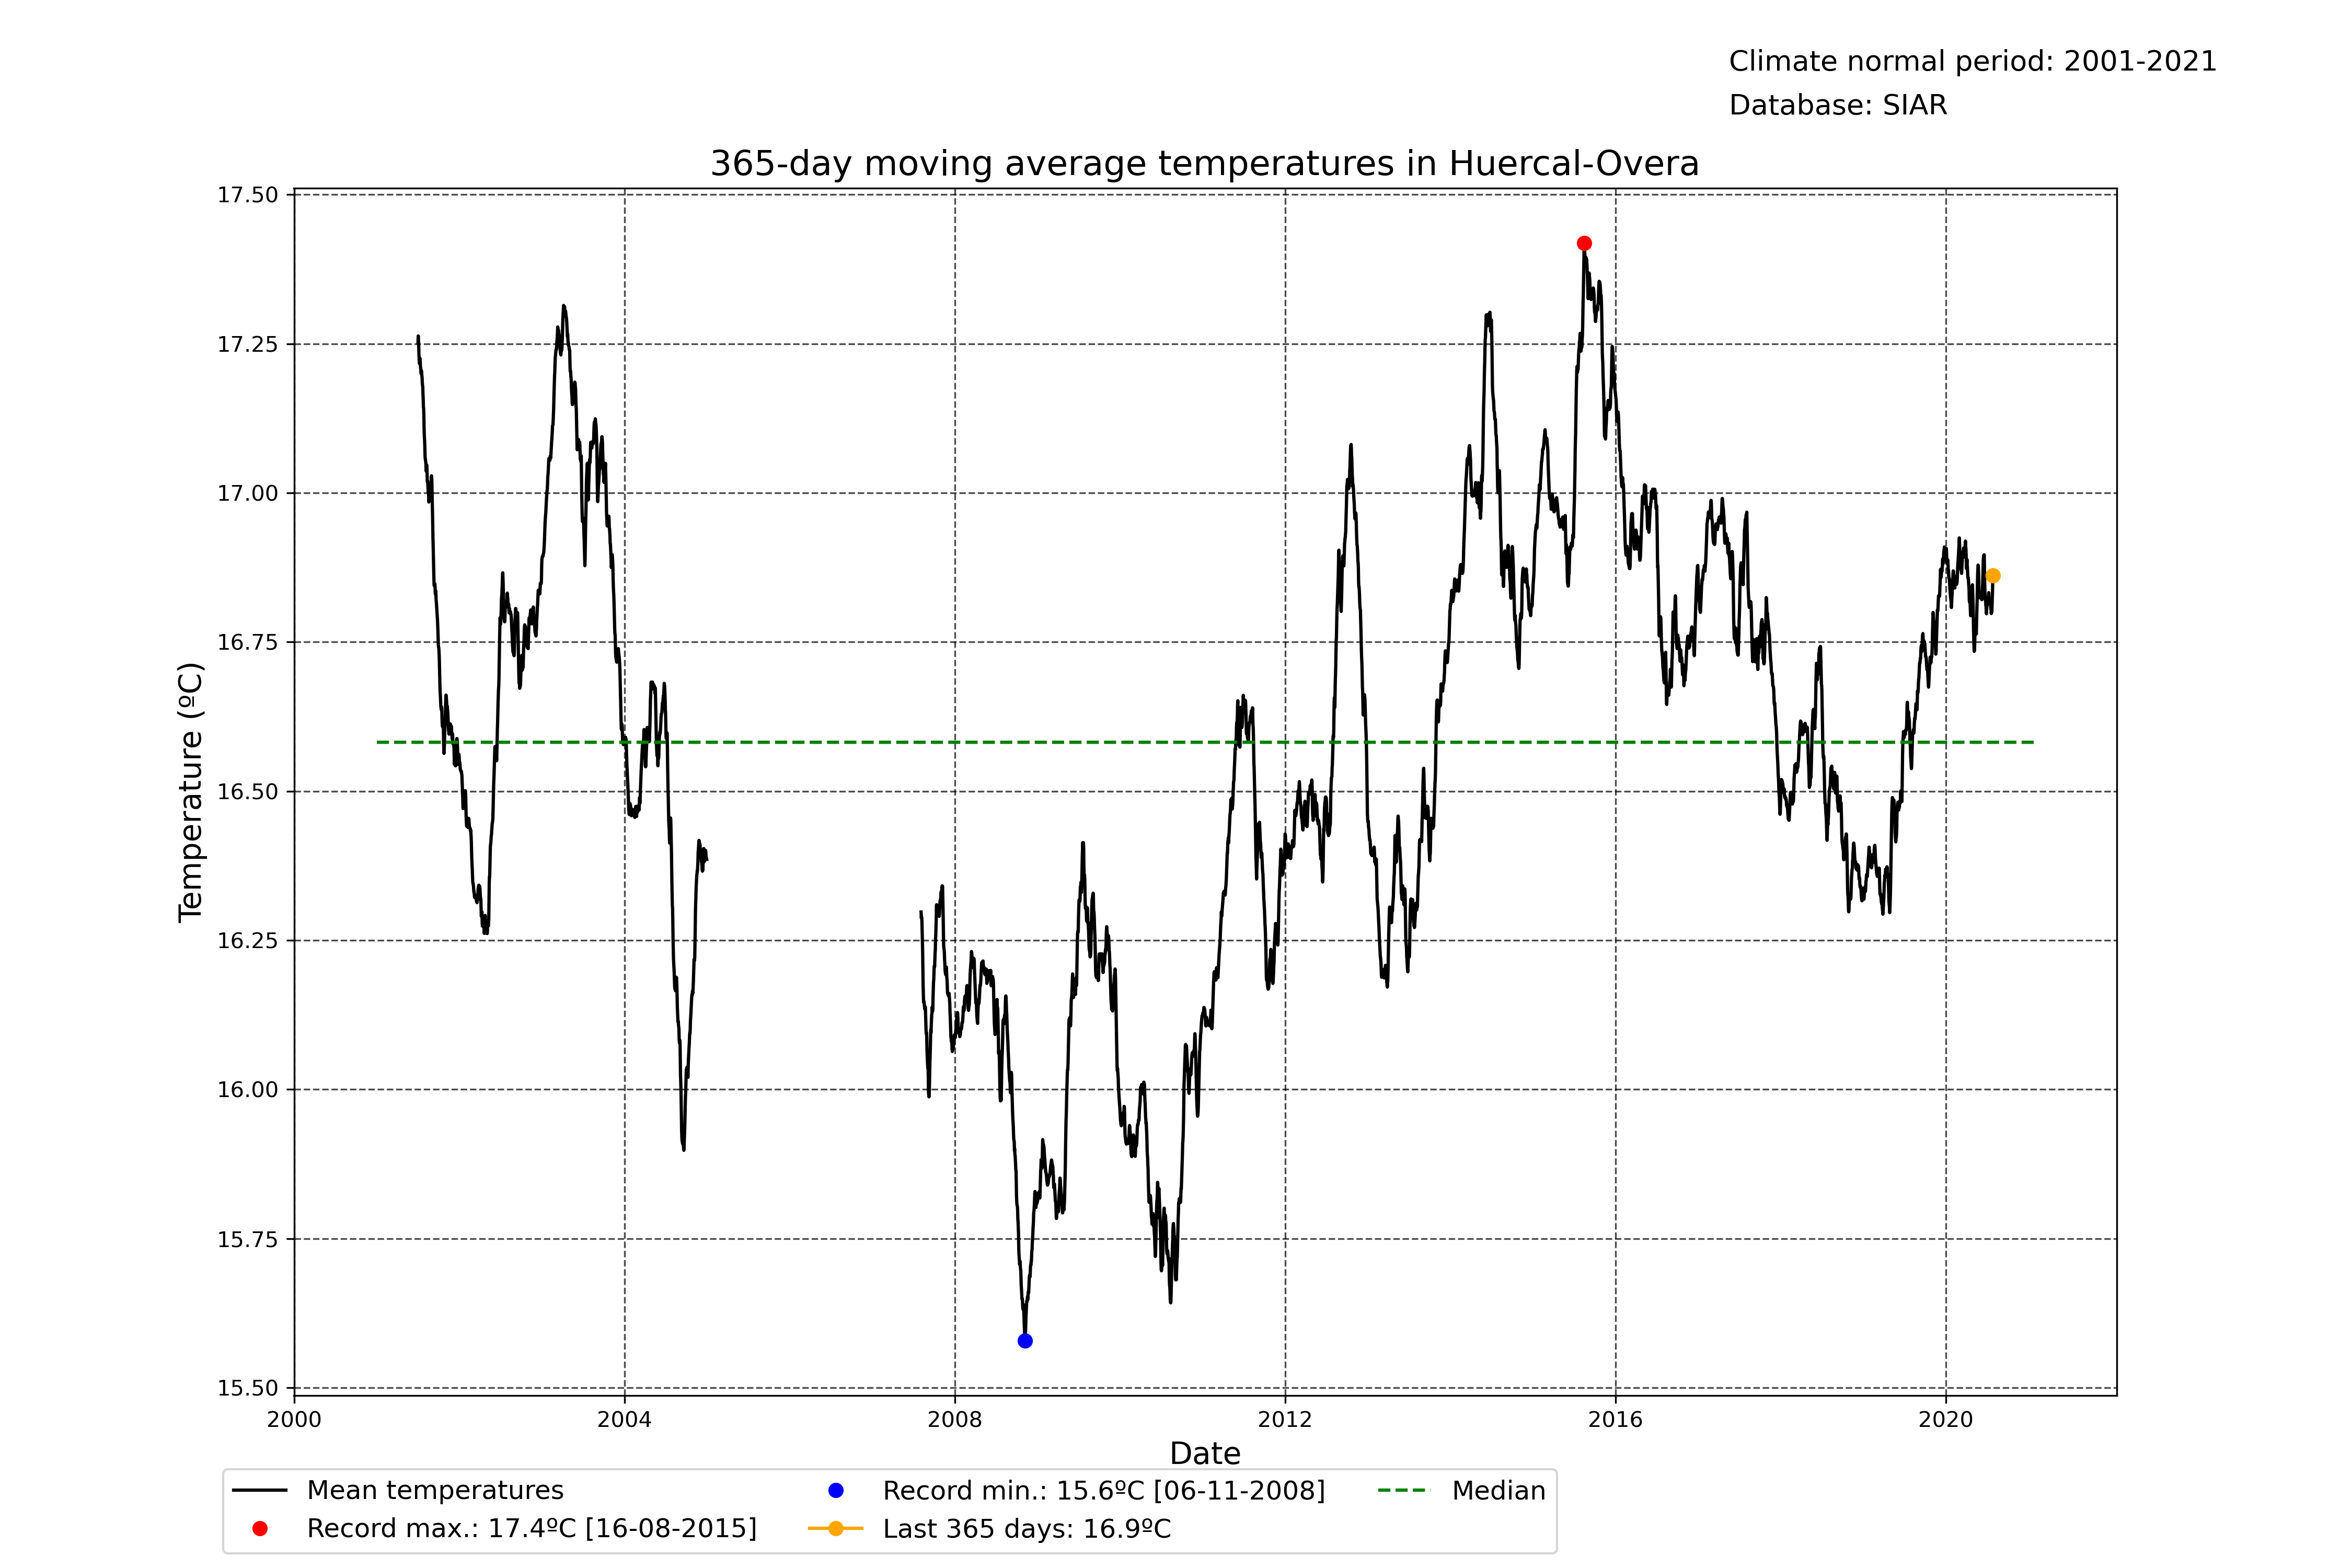 Climate normal period: 2001-2021
Database: SIAR
365-day moving average temperatures in Huercal-Overa
17.50
17.25
17.00
16.75
16.50
16.25
16.00
15.75
15.50
Temperature (ºC)
2000 2004 2008 2012 2016 2020
Date
Mean temperatures
Record max.: 17.4ºC [16-08-2015]
Record min.: 15.6ºC [06-11-2008]
Last 365 days: 16.9ºC
Median